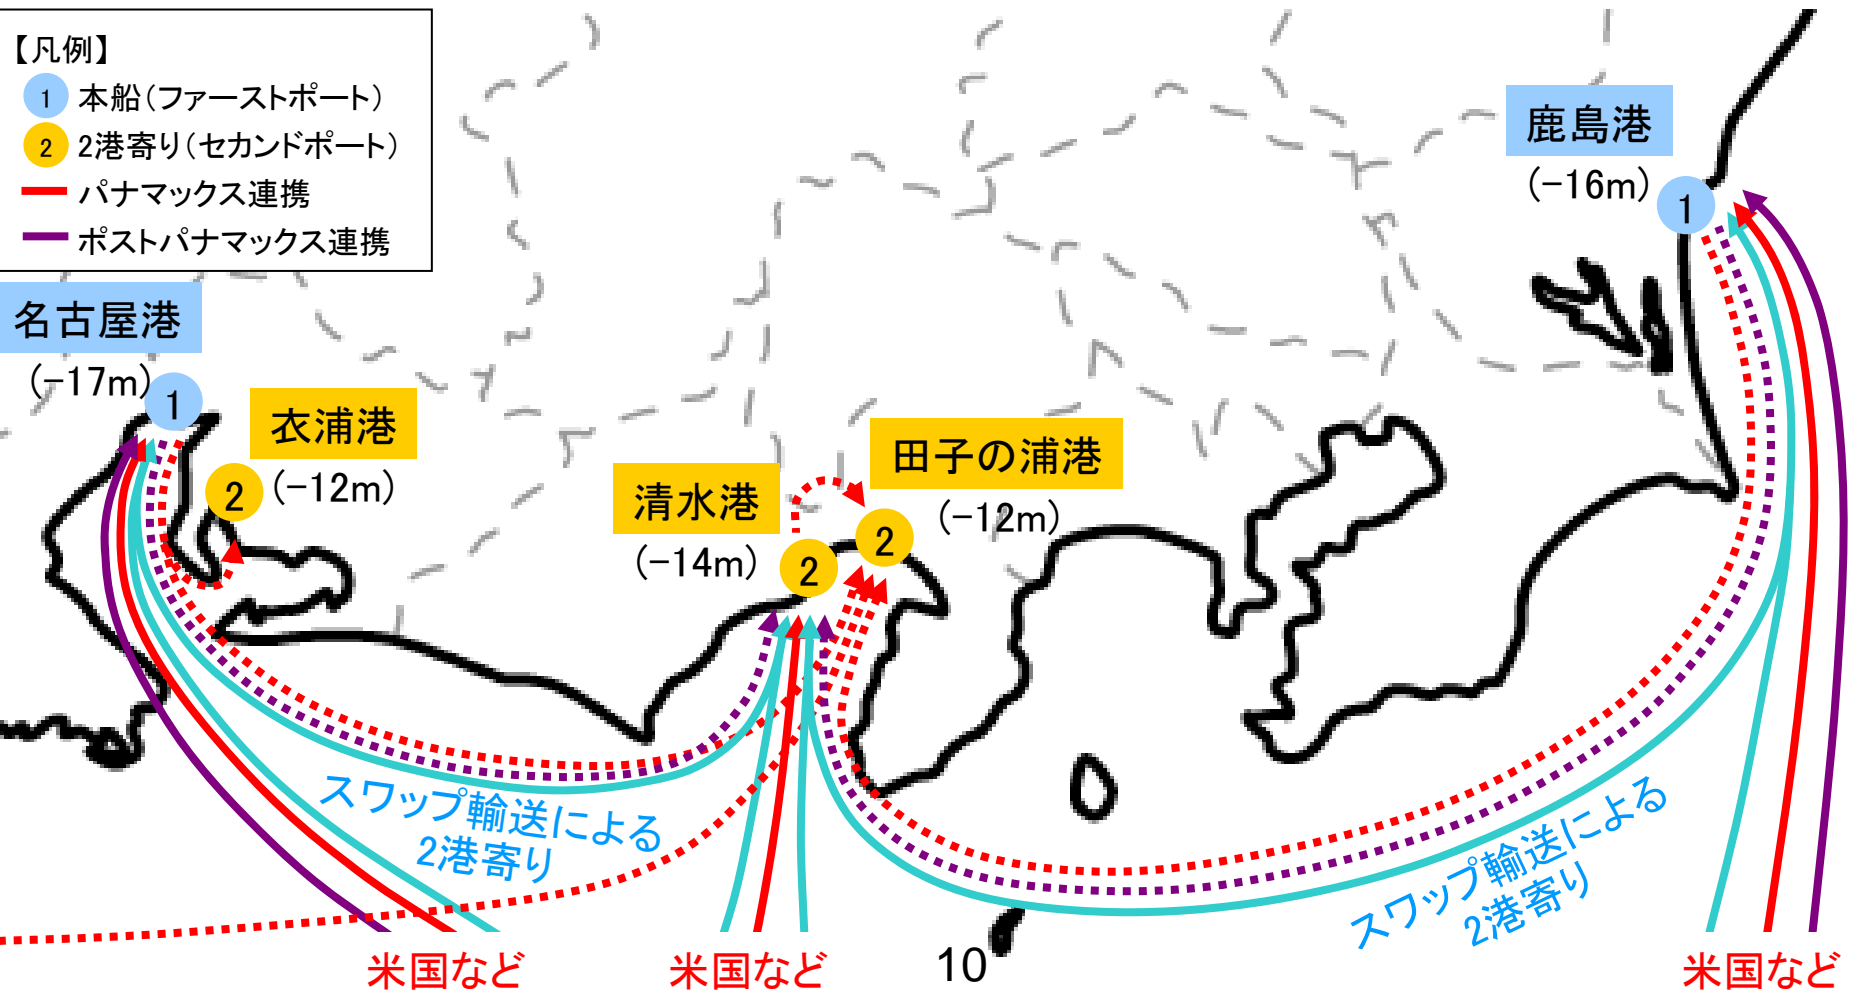 【凡例】
1 本船(ファーストポート)
2 2港寄り(セカンドポート)
パナマックス連携
ポストパナマックス連携
鹿島港
(-16m)
1
名古屋港
(-17m)
1
衣浦港
(-12m)
2
田子の浦港
(-12m)
2
清水港
(-14m)
2
スワップ輸送による
2港寄り
スワップ輸送による
2港寄り
米国など
米国など
10
米国など